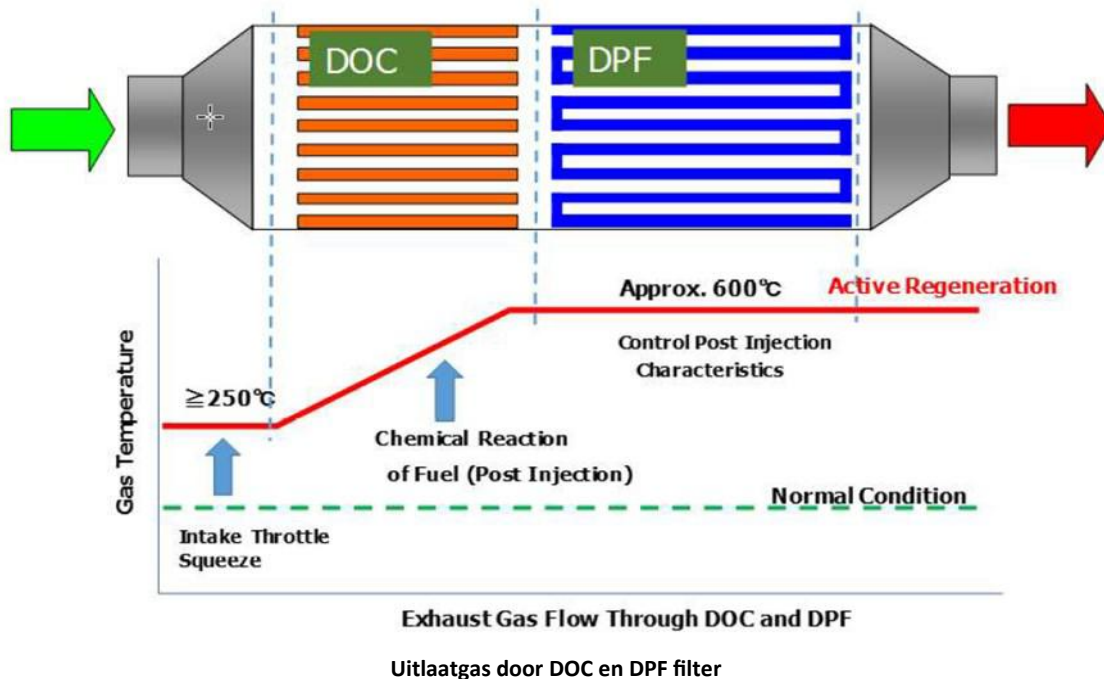 DOC
DPF
Approx. 600℃
Active Regeneration
Control Post Injection
Characteristics
≧250℃
Chemical Reaction
of Fuel (Post Injection)
Gas Temperature
Normal Condition
Intake Throttle
Squeeze
Exhaust Gas Flow Through DOC and DPF
Uitlaatgas door DOC en DPF filter